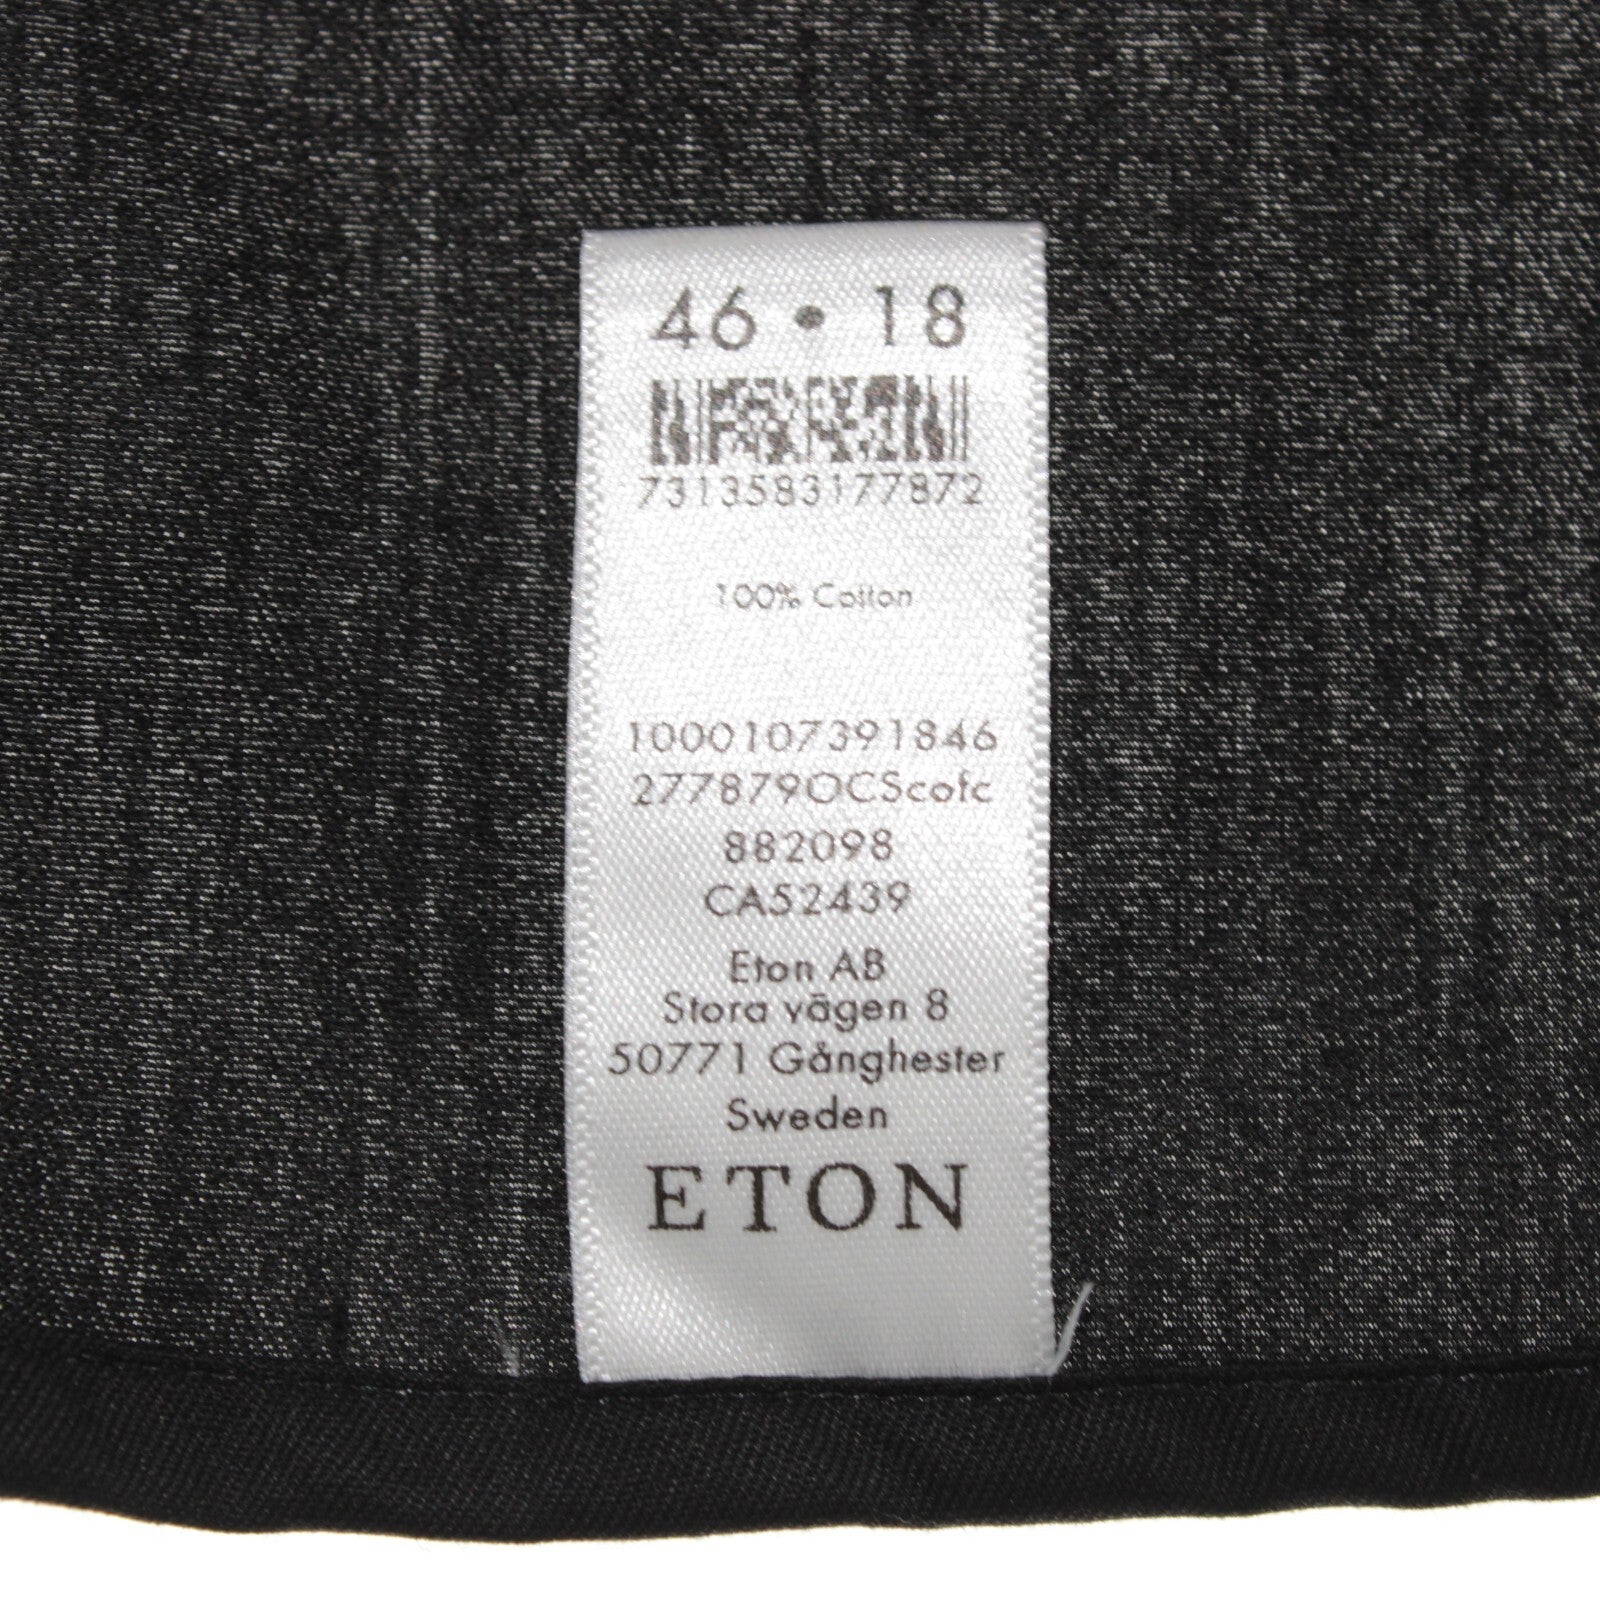 46 • 18
7313583177872
100% Cotton
1000107391846
277879OCScofc
882098
CA52439
Eton AB
Stora vägen 8
50771 Gånghester
Sweden
ETON